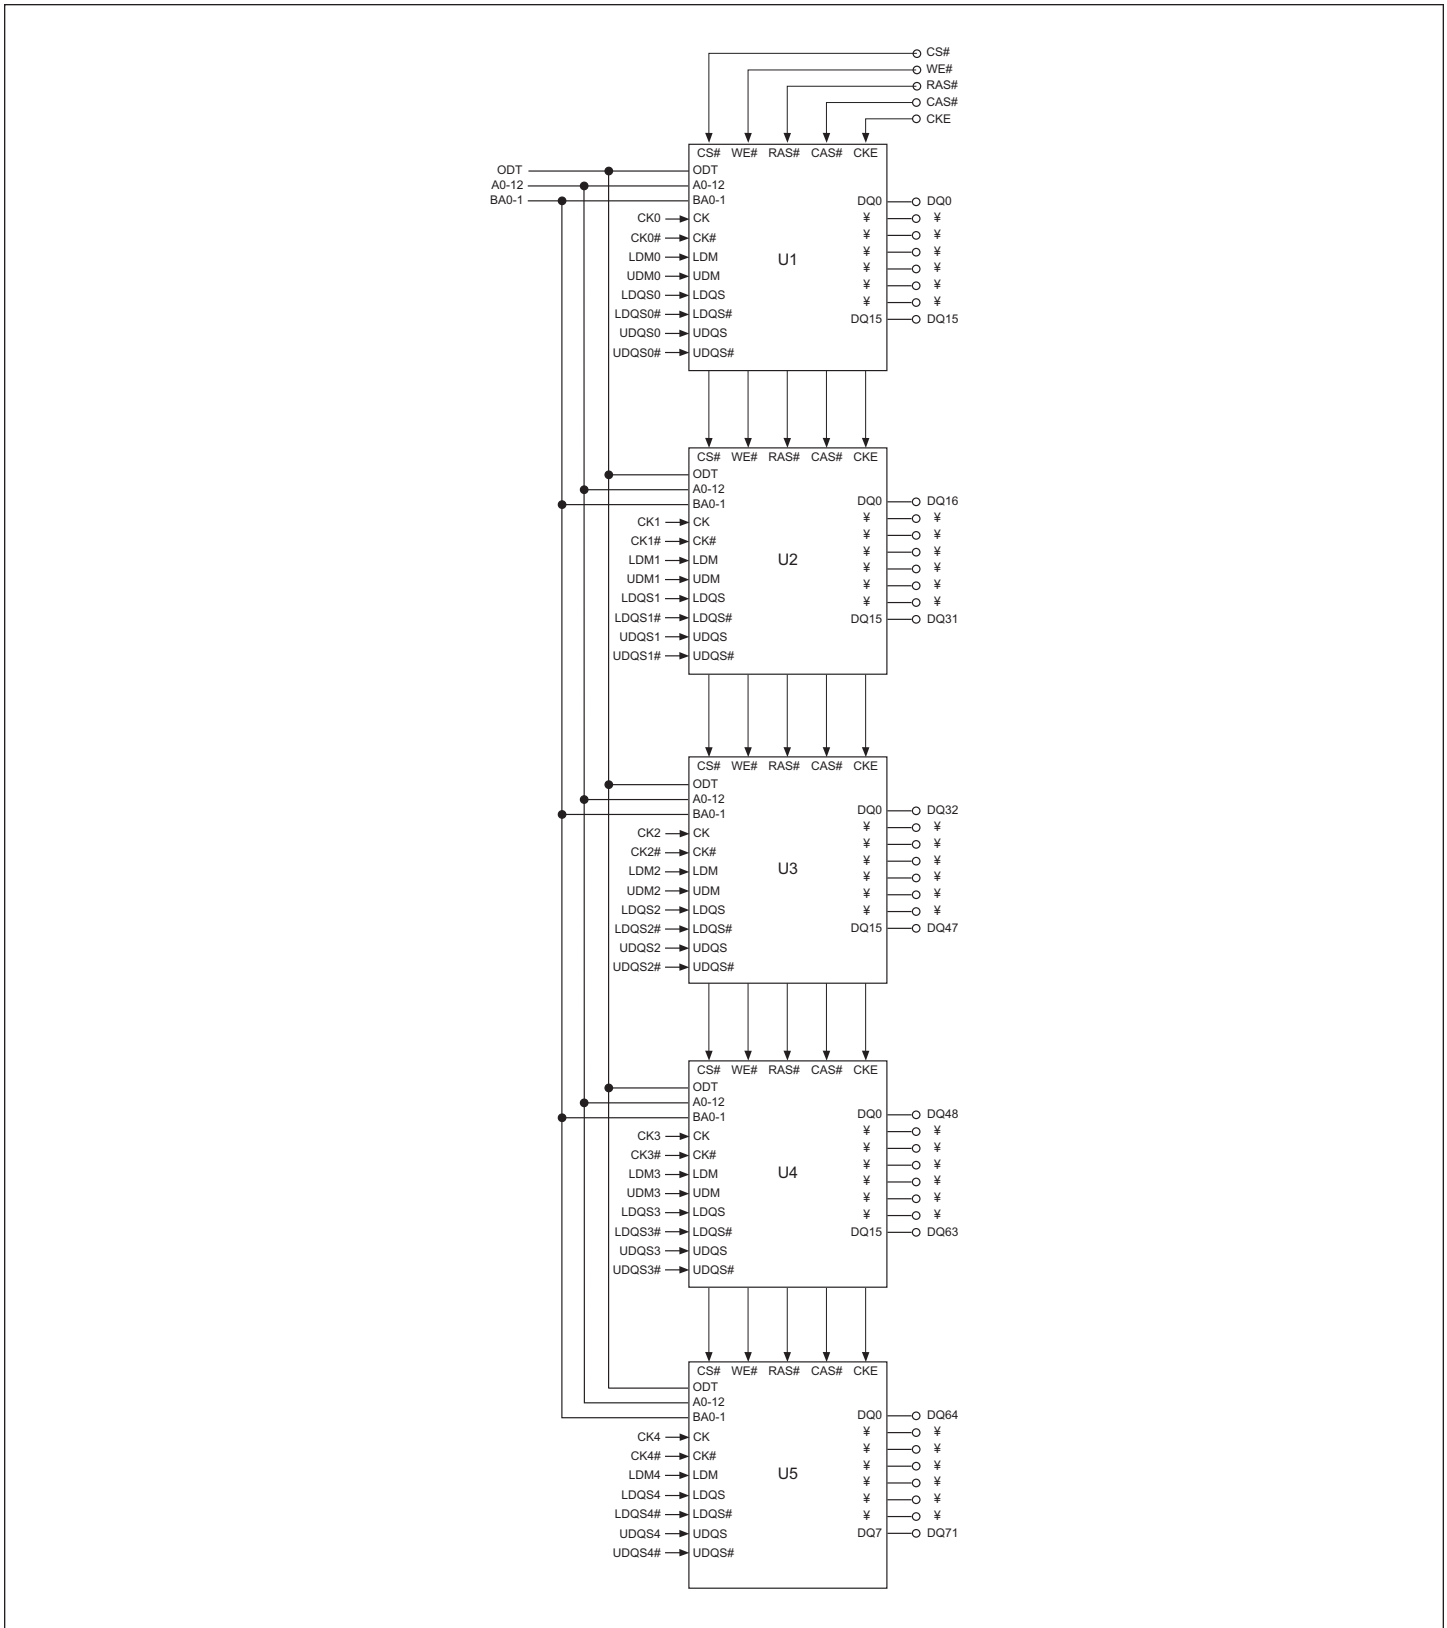 CS#
WE#
RAS#
CAS#
CKE
CS# WE# RAS# CAS# CKE
ODT ODT
A0-12 A0-12
BA0-1 BA0-1 DQ0 DQ0
CK0 CK ¥ ¥
CK0# CK# ¥ ¥
LDM0 LDM U1 ¥ ¥
UDM0 UDM ¥ ¥
LDQS0 LDQS ¥ ¥
LDQS0# LDQS# ¥ ¥
UDQS0 UDQS DQ15 DQ15
UDQS0# UDQS#
CS# WE# RAS# CAS# CKE
ODT
A0-12
BA0-1 DQ0 DQ16
CK1 CK ¥ ¥
CK1# CK# ¥ ¥
LDM1 LDM U2 ¥ ¥
UDM1 UDM ¥ ¥
LDQS1 LDQS ¥ ¥
LDQS1# LDQS# ¥ ¥
UDQS1 UDQS DQ15 DQ31
UDQS1# UDQS#
CS# WE# RAS# CAS# CKE
ODT
A0-12
BA0-1 DQ0 DQ32
CK2 CK ¥ ¥
CK2# CK# ¥ ¥
LDM2 LDM U3 ¥ ¥
UDM2 UDM ¥ ¥
LDQS2 LDQS ¥ ¥
LDQS2# LDQS# ¥ ¥
UDQS2 UDQS DQ15 DQ47
UDQS2# UDQS#
CS# WE# RAS# CAS# CKE
ODT
A0-12
BA0-1 DQ0 DQ48
CK3 CK ¥ ¥
CK3# CK# ¥ ¥
LDM3 LDM U4 ¥ ¥
UDM3 UDM ¥ ¥
LDQS3 LDQS ¥ ¥
LDQS3# LDQS# ¥ ¥
UDQS3 UDQS DQ15 DQ63
UDQS3# UDQS#
CS# WE# RAS# CAS# CKE
ODT
A0-12
BA0-1 DQ0 DQ64
CK4 CK ¥ ¥
CK4# CK# ¥ ¥
LDM4 LDM U5 ¥ ¥
LDQS4 LDQS ¥ ¥
LDQS4# LDQS# ¥ ¥
¥ ¥
UDQS4 UDQS DQ7 DQ71
UDQS4# UDQS#